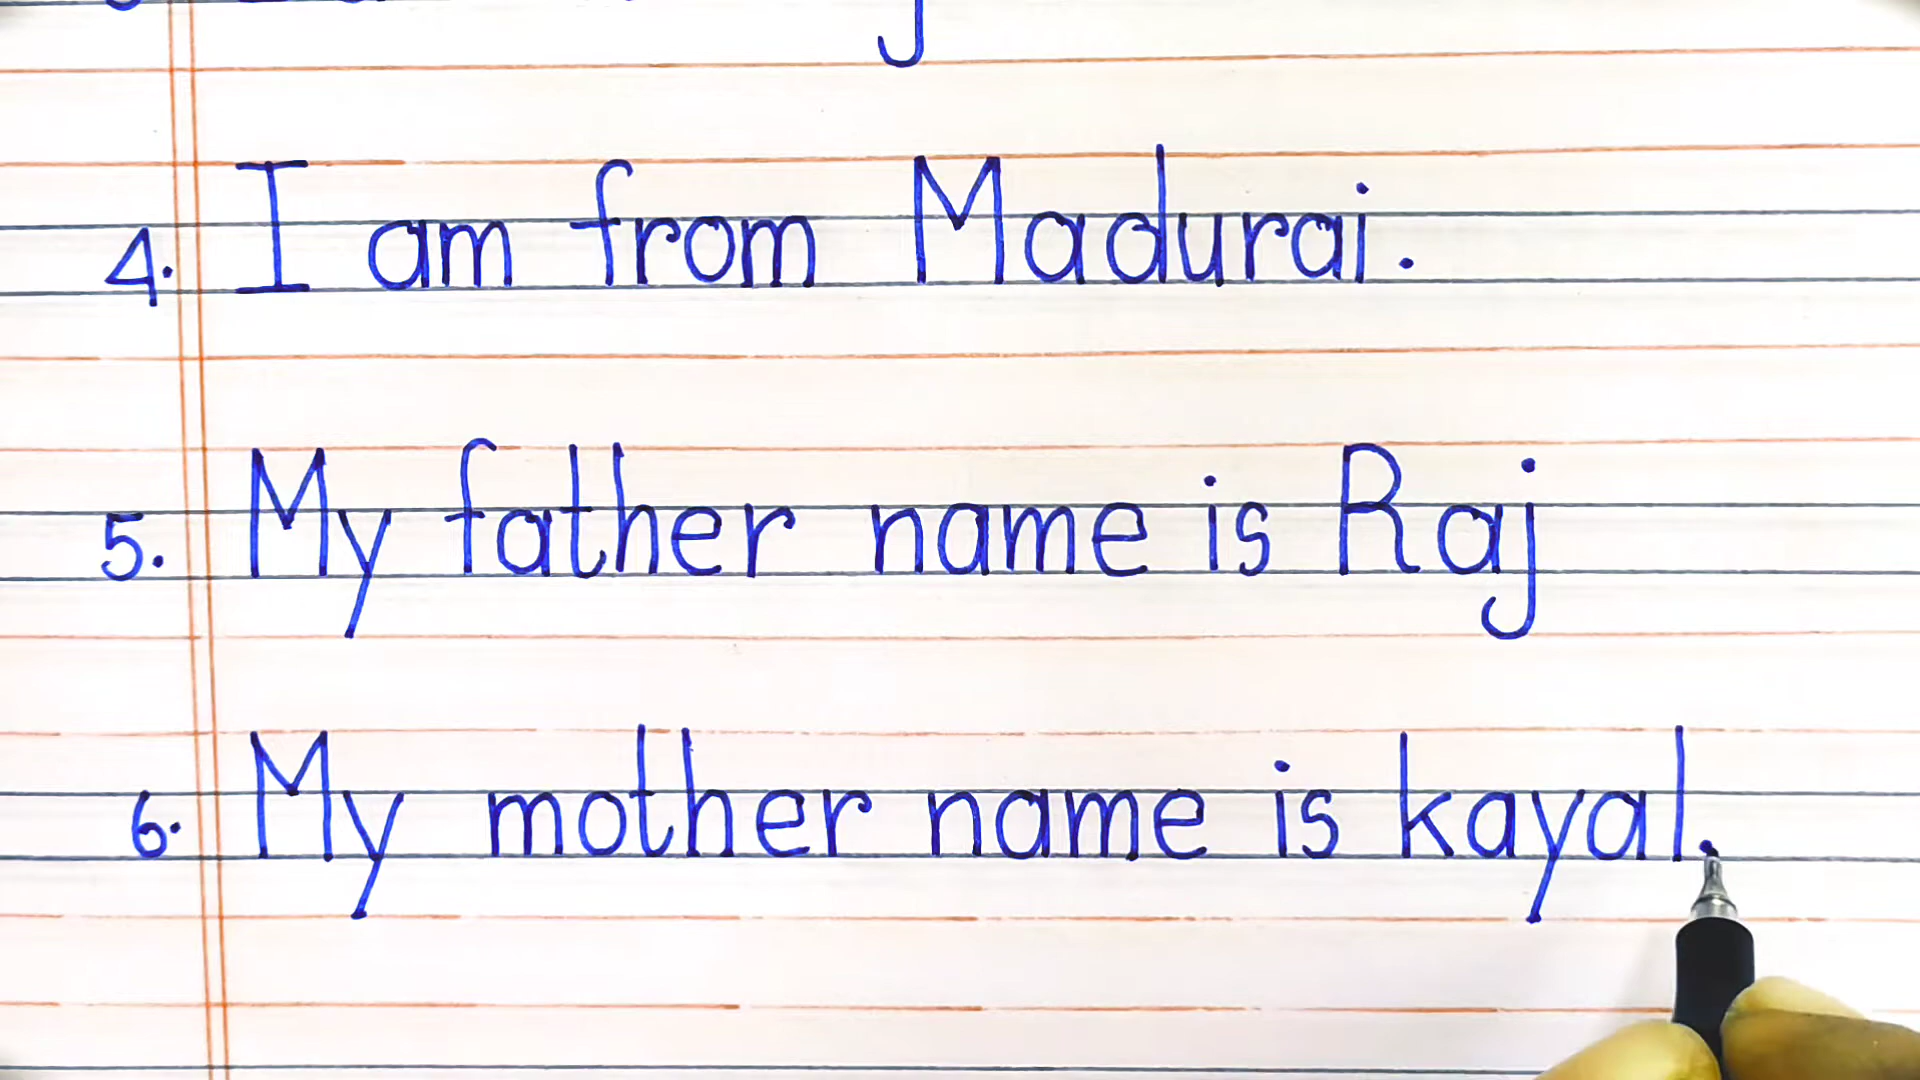 4. I am from Madurai.
5. My father name is Raj
6. My mother name is kayal.